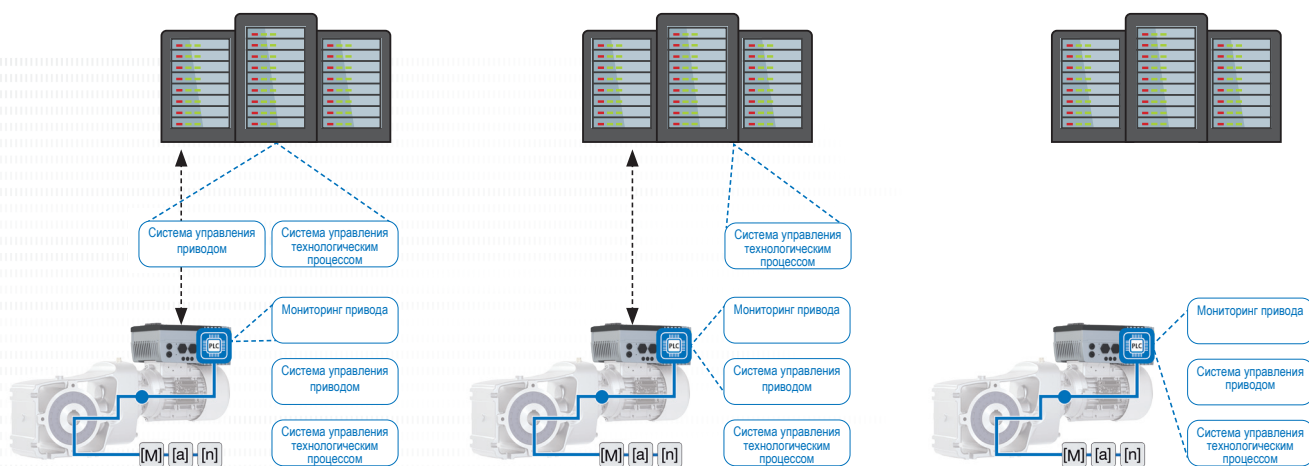 Система управления
приводом
Система управления
технологическим
процессом
Мониторинг привода
PLC
Система управления
приводом
Система управления
технологическим
процессом
[M] [a] [n]
Система управления
технологическим
процессом
Мониторинг привода
PLC
Система управления
приводом
Система управления
технологическим
процессом
[M] [a] [n]
Мониторинг привода
PLC
Система управления
приводом
Система управления
технологическим
процессом
[M] [a] [n]